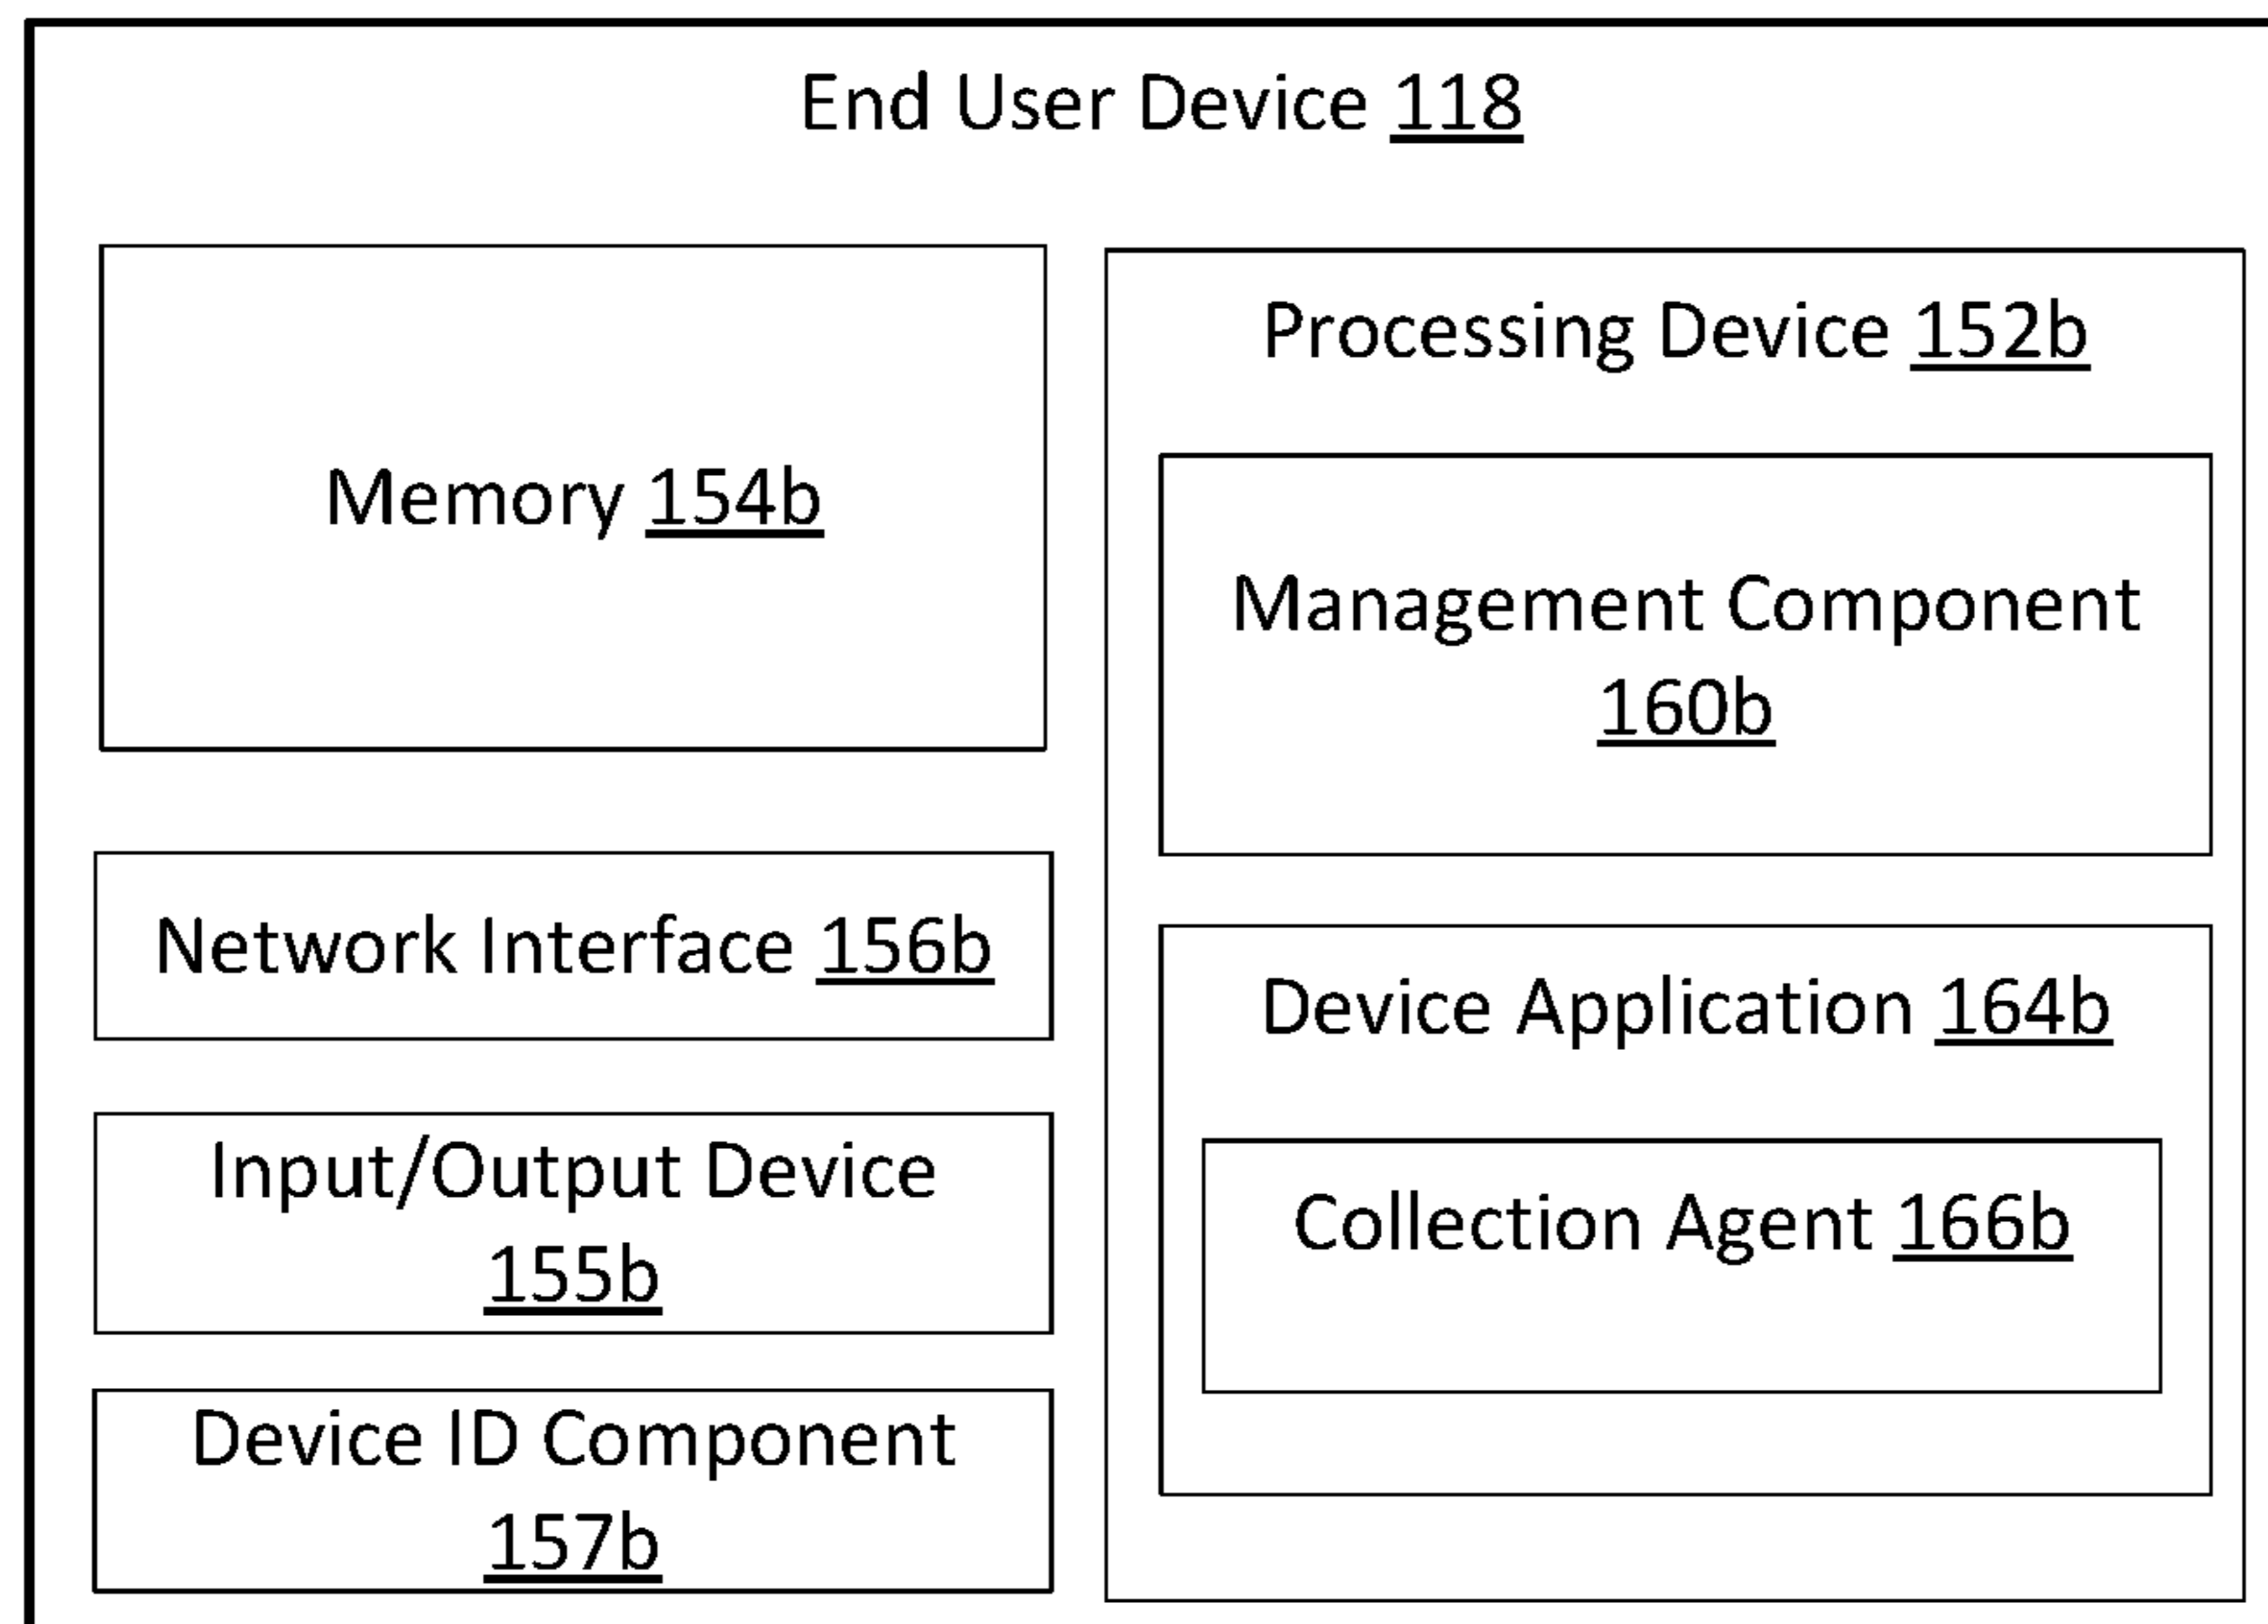 End User Device 118
Memory 154b
Network Interface 156b
Input/Output Device
155b
Device ID Component
157b
Processing Device 152b
Management Component
160b
Device Application 164b
Collection Agent 166b